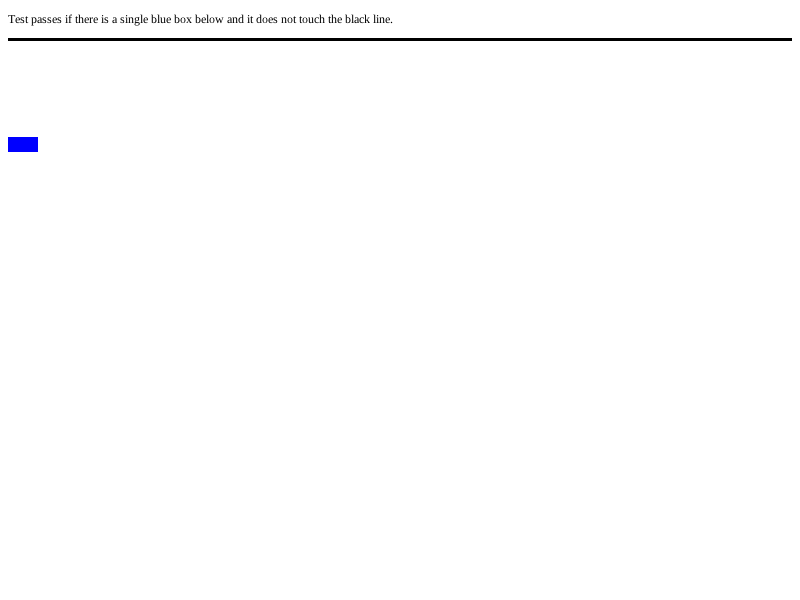 Test passes if there is a single blue box below and it does not touch the black line.